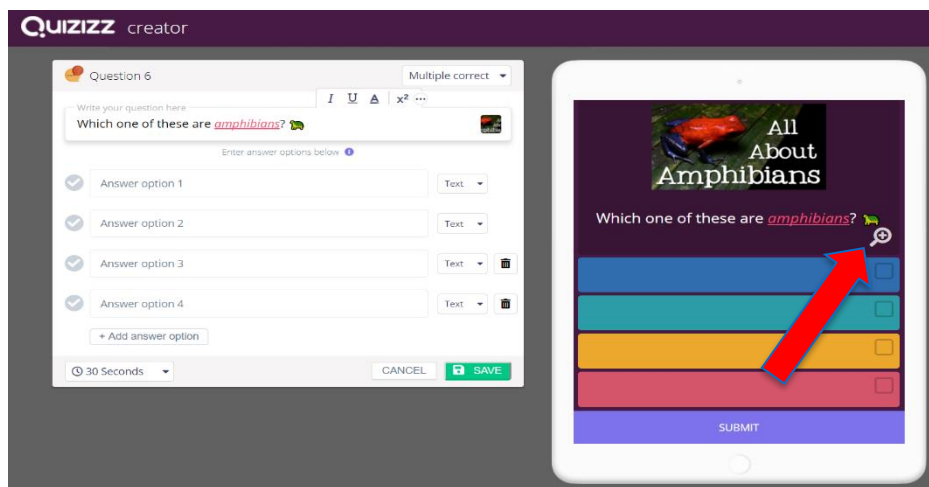 QUIZIZZ creator
Question 6
Multiple correct
I U A x² ...
Write your question here
Which one of these are amphibians? 🐢
Enter answer options below
Answer option 1
Text
Answer option 2
Text
Answer option 3
Text
Answer option 4
Text
+ Add answer option
30 Seconds
CANCEL
SAVE
All
About
Amphibians
Which one of these are amphibians? 🐢
SUBMIT